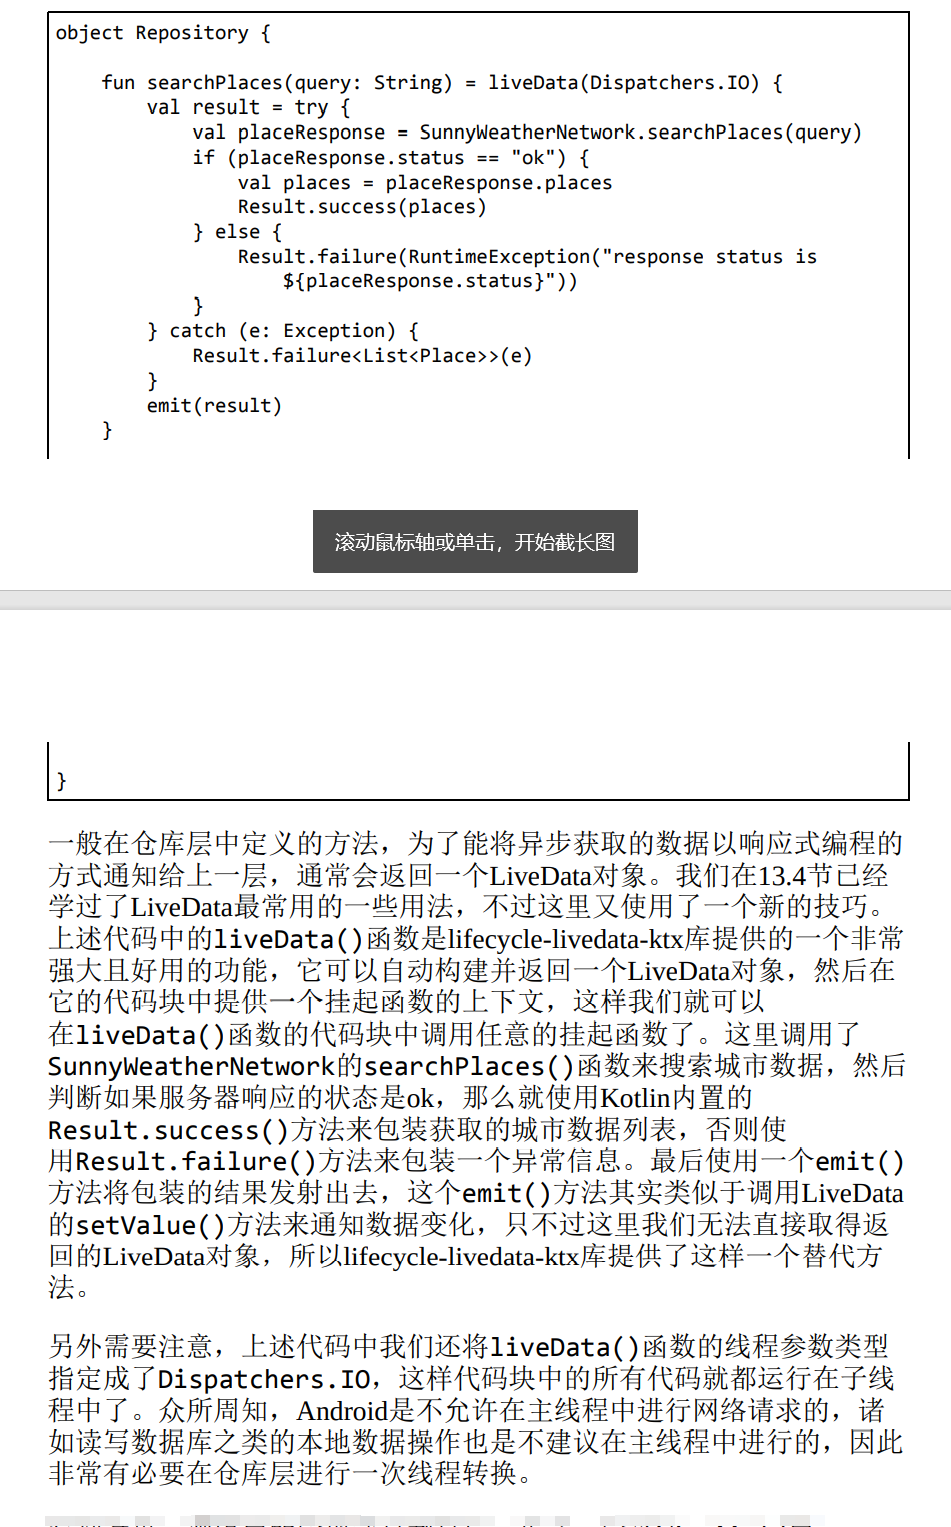 object Repository {
fun searchPlaces(query: String) = liveData(Dispatchers.IO) {
val result = try {
val placeResponse = SunnyWeatherNetwork.searchPlaces(query)
if (placeResponse.status == "ok") {
val places = placeResponse.places
Result.success(places)
} else {
Result.failure(RuntimeException("response status is
${placeResponse.status}"))
}
} catch (e: Exception) {
Result.failure<List<Place>>(e)
}
emit(result)
}
滚动鼠标轴或单击，开始截长图
}
一般在仓库层中定义的方法，为了能将异步获取的数据以响应式编程的
方式通知给上一层，通常会返回一个LiveData对象。我们在13.4节已经
学过了LiveData最常用的一些用法，不过这里又使用了一个新的技巧。
上述代码中的liveData()函数是lifecycle-livedata-ktx库提供的一个非常
强大且好用的功能，它可以自动构建并返回一个LiveData对象，然后在
它的代码块中提供一个挂起函数的上下文，这样我们就可以
在liveData()函数的代码块中调用任意的挂起函数了。这里调用了
SunnyWeatherNetwork的searchPlaces()函数来搜索城市数据，然后
判断如果服务器响应的状态是ok，那么就使用Kotlin内置的
Result.success()方法来包装获取的城市数据列表，否则使
用Result.failure()方法来包装一个异常信息。最后使用一个emit()
方法将包装的结果发射出去，这个emit()方法其实类似于调用LiveData
的setValue()方法来通知数据变化，只不过这里我们无法直接取得返
回的LiveData对象，所以lifecycle-livedata-ktx库提供了这样一个替代方
法。
另外需要注意，上述代码中我们还将liveData()函数的线程参数类型
指定成了Dispatchers.IO，这样代码块中的所有代码就都运行在子线
程中了。众所周知，Android是不允许在主线程中进行网络请求的，诸
如读写数据库之类的本地数据操作也是不建议在主线程中进行的，因此
非常有必要在仓库层进行一次线程转换。